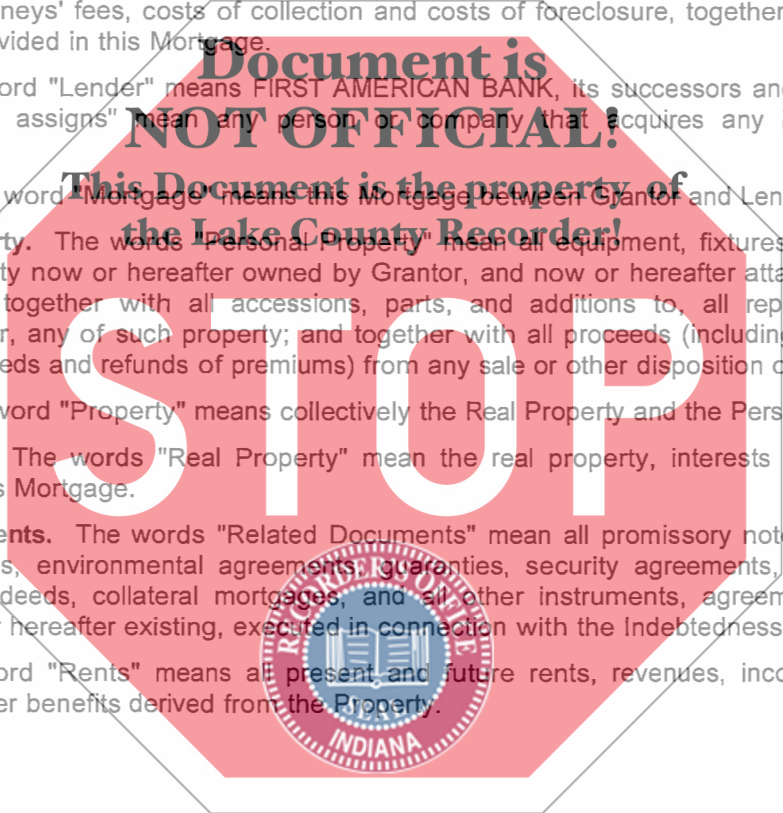 neys' fees, costs of collection and costs of foreclosure, together
vided in this Mortgage.
Document is
ord "Lender" means FIRST AMERICAN BANK, its successors an
assigns" mean any person or company that acquires any
NOT OFFICIAL!
This Document is the property of
word "Mortgage" means this Mortgage between Grantor and Len
the Lake County Recorder!
ty. The words "Personal Property" mean all equipment, fixtures
ty now or hereafter owned by Grantor, and now or hereafter atta
together with all accessions, parts, and additions to, all rep
r, any of such property; and together with all proceeds (including
eds and refunds of premiums) from any sale or other disposition o
STOP
word "Property" means collectively the Real Property and the Pers
The words "Real Property" mean the real property, interests
s Mortgage.
ents. The words "Related Documents" mean all promissory not
s, environmental agreements, guaranties, security agreements,
deeds, collateral mortgages, and all other instruments, agreem
r hereafter existing, executed in connection with the Indebtedness
ord "Rents" means all present and future rents, revenues, inco
er benefits derived from the Property.
RECORDER'S OFFICE
SEAL
INDIANA